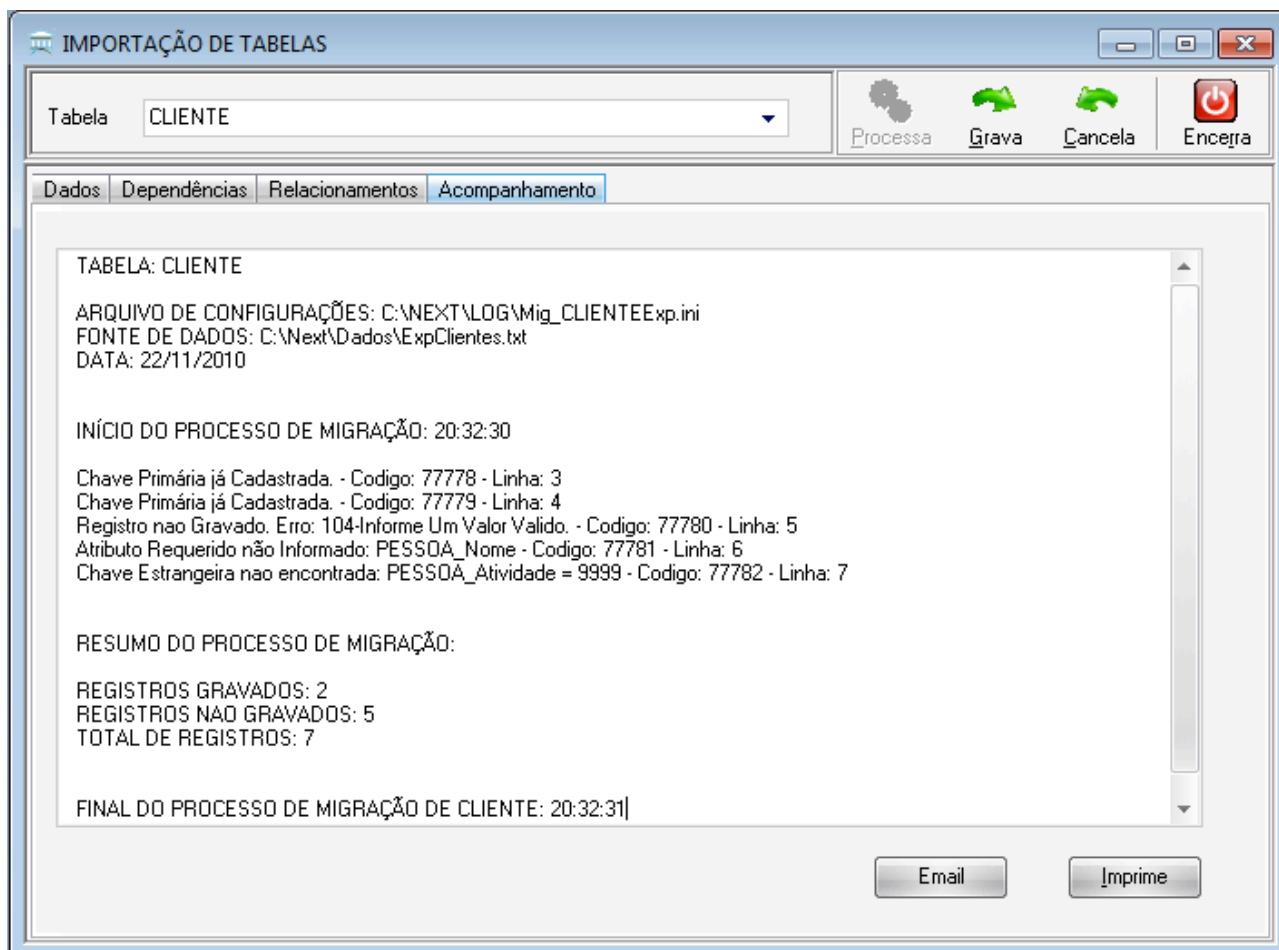 IMPORTAÇÃO DE TABELAS
Tabela
CLIENTE
Processa
Grava
Cancela
Encerra
Dados
Dependências
Relacionamentos
Acompanhamento
TABELA: CLIENTE
ARQUIVO DE CONFIGURAÇÕES: C:\NEXT\LOG\Mig_CLIENTEExp.ini
FONTE DE DADOS: C:\Next\Dados\ExpClientes.txt
DATA: 22/11/2010
INÍCIO DO PROCESSO DE MIGRAÇÃO: 20:32:30
Chave Primária já Cadastrada. - Codigo: 77778 - Linha: 3
Chave Primária já Cadastrada. - Codigo: 77779 - Linha: 4
Registro nao Gravado. Erro: 104-Informe Um Valor Valido. - Codigo: 77780 - Linha: 5
Atributo Requerido não Informado: PESSOA_Nome - Codigo: 77781 - Linha: 6
Chave Estrangeira nao encontrada: PESSOA_Atividade = 9999 - Codigo: 77782 - Linha: 7
RESUMO DO PROCESSO DE MIGRAÇÃO:
REGISTROS GRAVADOS: 2
REGISTROS NAO GRAVADOS: 5
TOTAL DE REGISTROS: 7
FINAL DO PROCESSO DE MIGRAÇÃO DE CLIENTE: 20:32:31
Email
Imprime